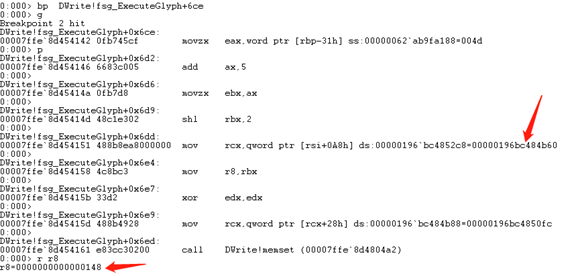 0:000> bp  DWrite!fsg_ExecuteGlyph+6ce
0:000> g
Breakpoint 2 hit
DWrite!fsg_ExecuteGlyph+0x6ce:
00007ffe`8d454142 0fb745cf        movzx   eax,word ptr [rbp-31h] ss:00000062`ab9fa188=004d
0:000> p
DWrite!fsg_ExecuteGlyph+0x6d2:
00007ffe`8d454146 6683c005        add     ax,5
0:000>
DWrite!fsg_ExecuteGlyph+0x6d6:
00007ffe`8d45414a 0fb7d8          movzx   ebx,ax
0:000>
DWrite!fsg_ExecuteGlyph+0x6d9:
00007ffe`8d45414d 48c1e302        shl     rbx,2
0:000>
DWrite!fsg_ExecuteGlyph+0x6dd:
00007ffe`8d454151 488b8ea8000000  mov     rcx,qword ptr [rsi+0A8h] ds:00000196`bc4852c8=00000196bc484b60
0:000>
DWrite!fsg_ExecuteGlyph+0x6e4:
00007ffe`8d454158 4c8bc3          mov     r8,rbx
0:000>
DWrite!fsg_ExecuteGlyph+0x6e7:
00007ffe`8d45415b 33d2            xor     edx,edx
0:000>
DWrite!fsg_ExecuteGlyph+0x6e9:
00007ffe`8d45415d 488b4928        mov     rcx,qword ptr [rcx+28h] ds:00000196`bc484b88=00000196bc4850fc
0:000>
DWrite!fsg_ExecuteGlyph+0x6ed:
00007ffe`8d454161 e83cc30200      call    DWrite!memset (00007ffe`8d4804a2)
0:000> r r8
r8=0000000000000148